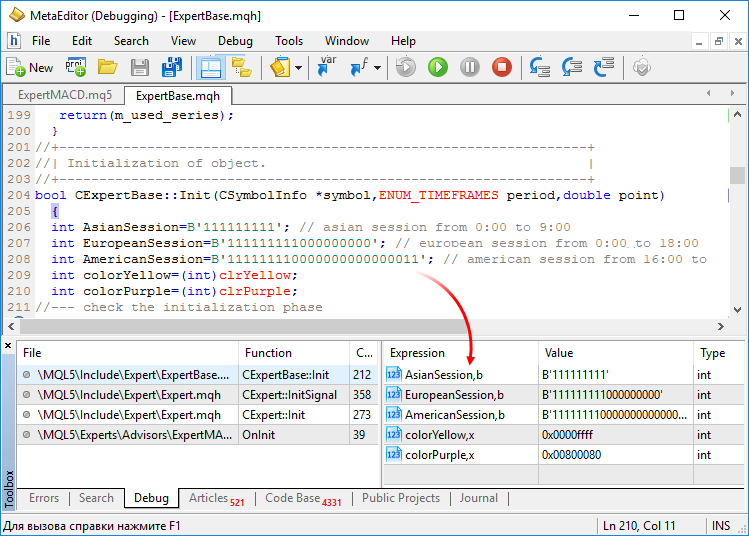 MetaEditor (Debugging) - [ExpertBase.mqh]
File Edit Search View Debug Tools Window Help
New var
ExpertMACD.mq5 ExpertBase.mqh
199 return(m_used_series);
200 }
201 //+------------------------------------------------------------------+
202 //| Initialization of object. |
203 //+------------------------------------------------------------------+
204 bool CExpertBase::Init(CSymbolInfo *symbol,ENUM_TIMEFRAMES period,double point)
205 {
206 int AsianSession=B'111111111'; // asian session from 0:00 to 9:00
207 int EuropeanSession=B'111111111000000000'; // european session from 0:00 to 18:00
208 int AmericanSession=B'111111110000000000000011'; // american session from 16:00 to
209 int colorYellow=(int)clrYellow;
210 int colorPurple=(int)clrPurple;
211 //--- check the initialization phase
File Function C... Expression Value Type
\MQL5\Include\Expert\ExpertBase.... CExpertBase::Init 212 AsianSession,b B'111111111' int
\MQL5\Include\Expert\Expert.mqh CExpert::InitSignal 358 EuropeanSession,b B'111111111000000000' int
\MQL5\Include\Expert\Expert.mqh CExpert::Init 273 AmericanSession,b B'111111110000000000000... int
\MQL5\Experts\Advisors\ExpertMA... OnInit 39 colorYellow,x 0x0000ffff int
colorPurple,x 0x00800080 int
Toolbox
Errors Search Debug Articles 521 Code Base 4331 Public Projects Journal
Для вызова справки нажмите F1 Ln 210, Col 11 INS